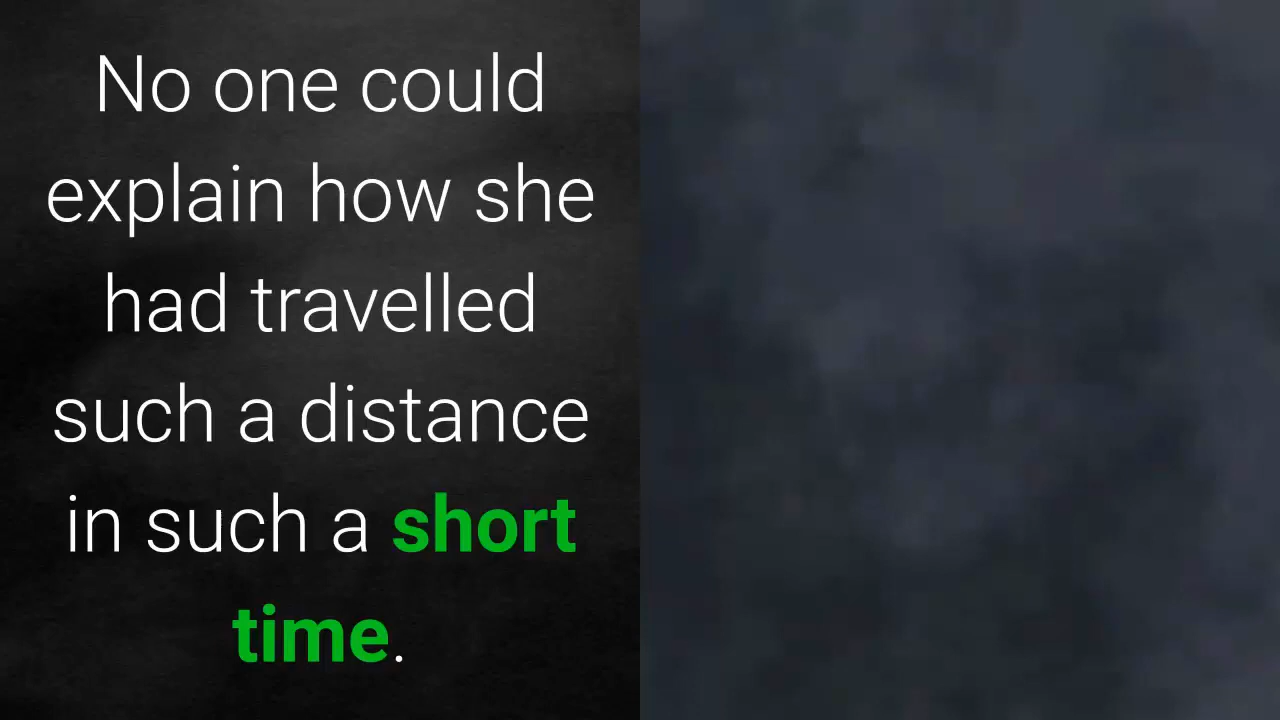 No one could
explain how she
had travelled
such a distance
in such a short
time.